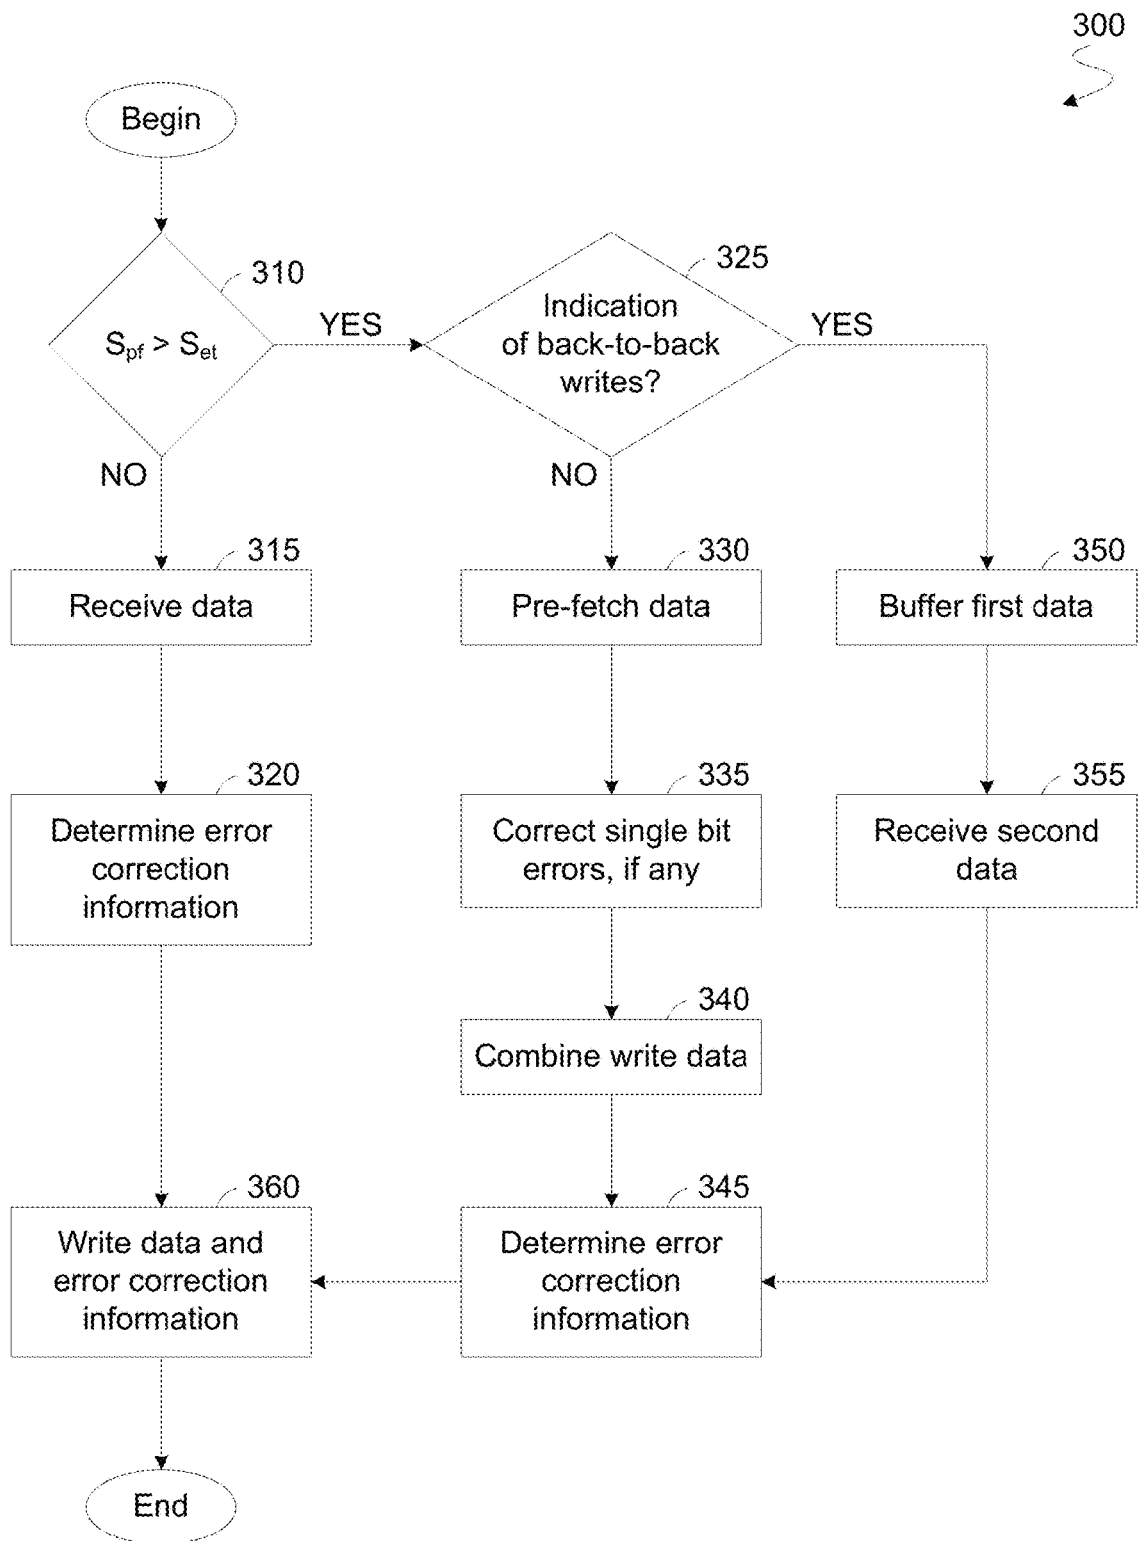 300
Begin
310
S_pf > S_et
YES
NO
325
Indication
of back-to-back
writes?
YES
NO
315
Receive data
330
Pre-fetch data
350
Buffer first data
320
Determine error
correction
information
335
Correct single bit
errors, if any
355
Receive second
data
340
Combine write data
360
Write data and
error correction
information
345
Determine error
correction
information
End